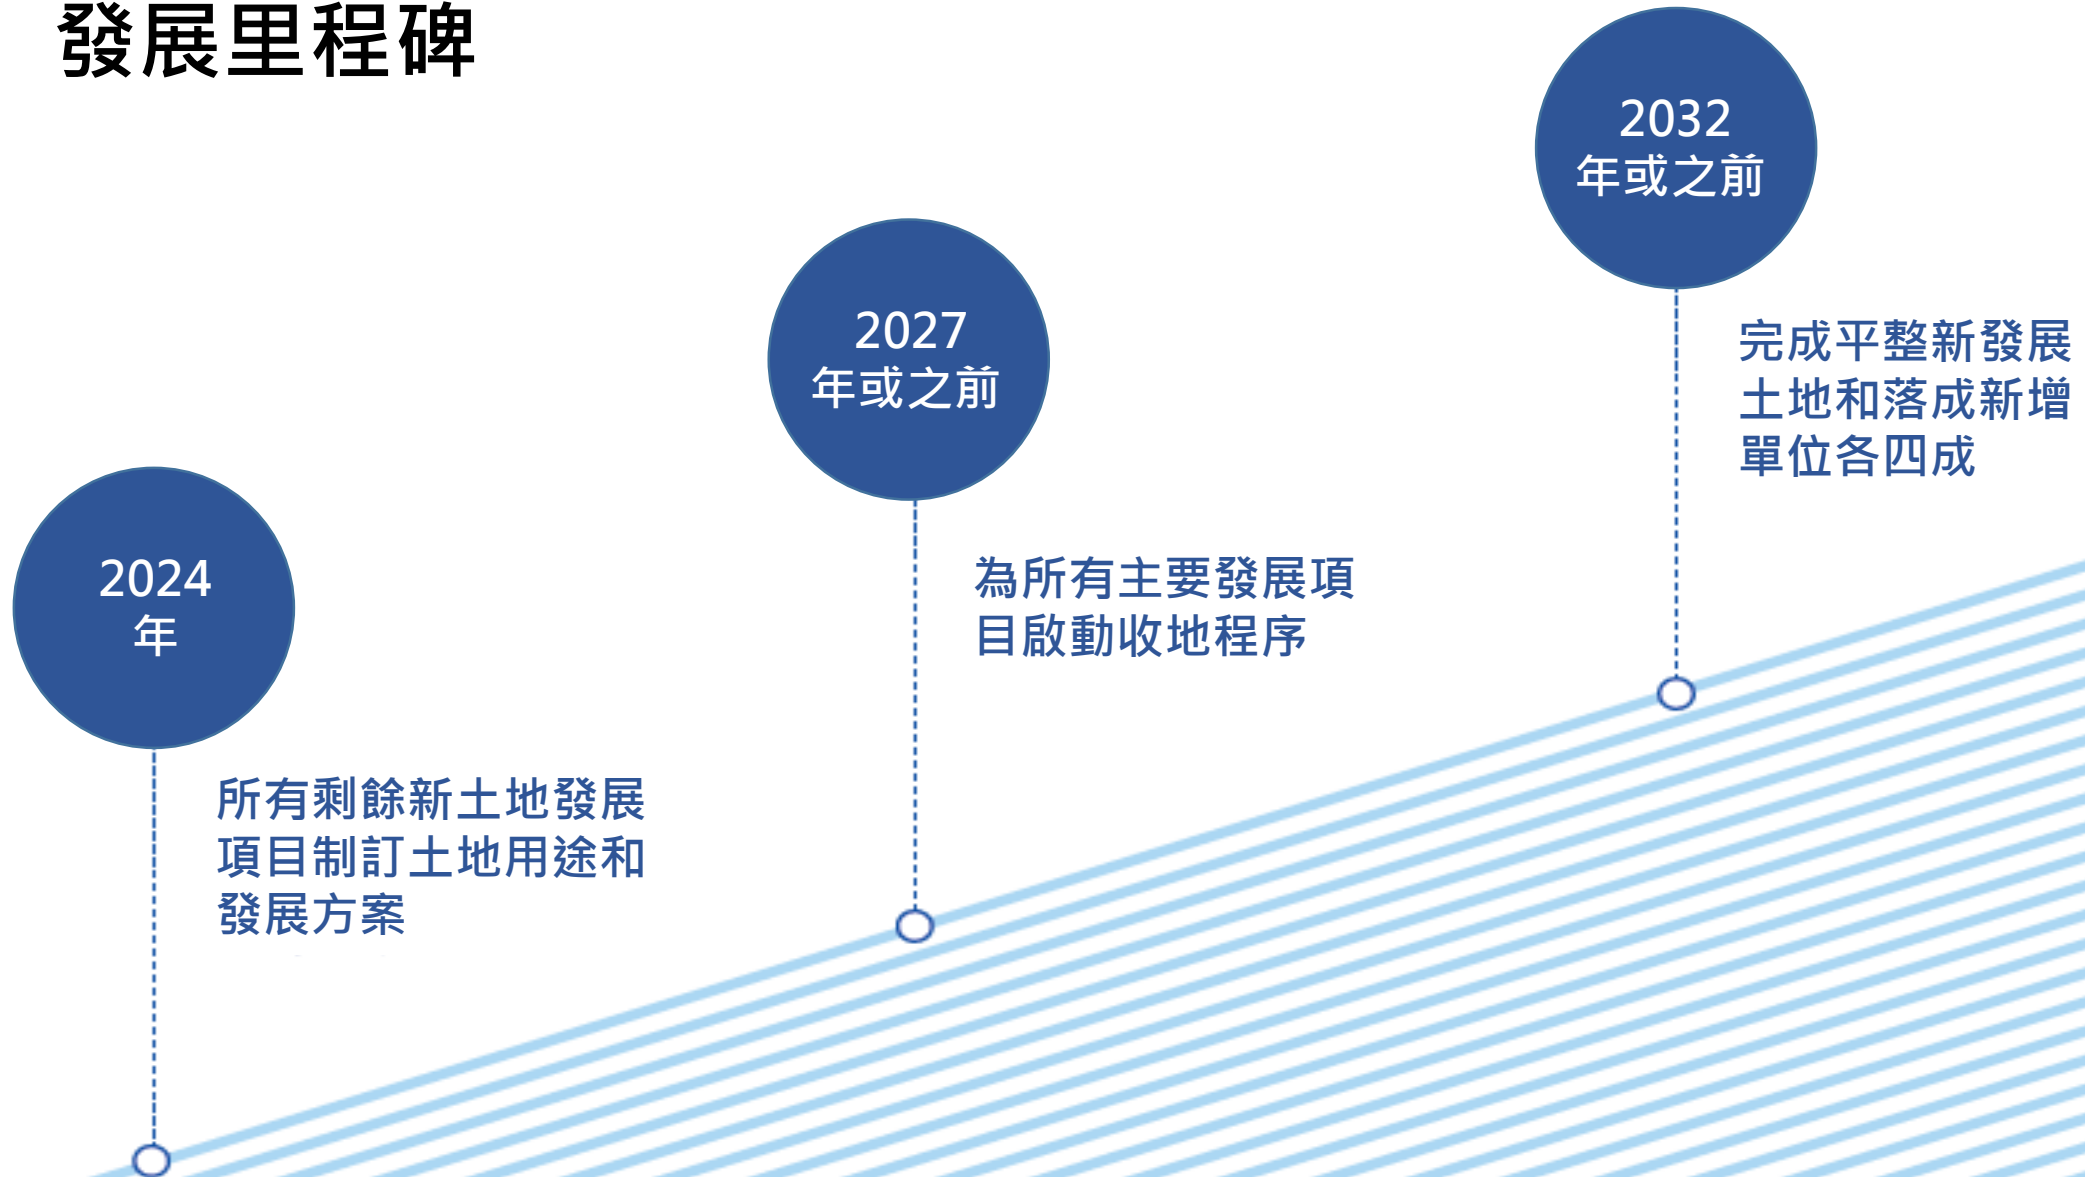 發展里程碑
2024
年
所有剩餘新土地發展
項目制訂土地用途和
發展方案
2027
年或之前
為所有主要發展項
目啟動收地程序
2032
年或之前
完成平整新發展
土地和落成新增
單位各四成